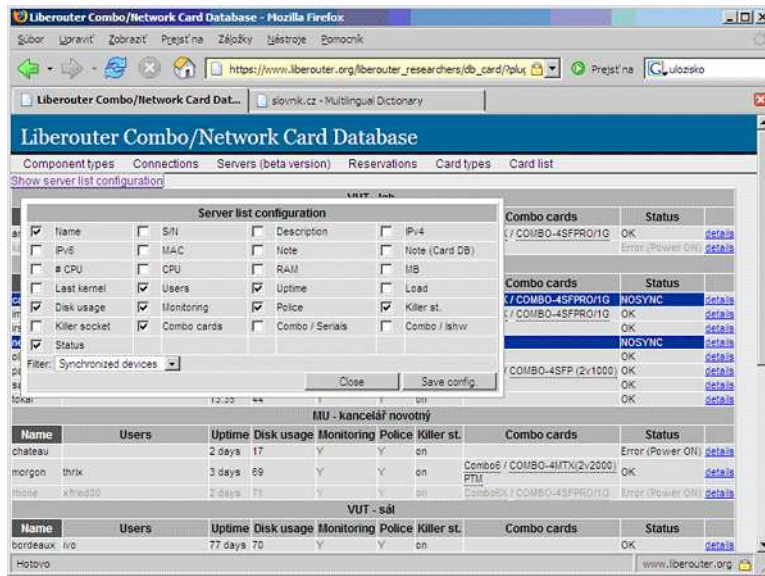 Liberouter Combo/Network Card Database - Mozilla Firefox
Súbor Upraviť Zobraziť Prejsť na Záložky Nástroje Pomocník
https://www.liberouter.org/liberouter_researchers/db_card/?plug Prejsť na ulozisko
Liberouter Combo/Network Card Dat... slovnik.cz - Multilingual Dictionary
Liberouter Combo/Network Card Database
Component types Connections Servers (beta version) Reservations Card types Card list
Show server list configuration
Server list configuration
Name S/N Description IPv4
IPv6 MAC Note Note (Card DB)
# CPU CPU RAM MB
Last kernel Users Uptime Load
Disk usage Monitoring Police Killer st.
Killer socket Combo cards Combo / Serials Combo / lshw
Status
Filter: Synchronized devices
Close Save config.
Combo cards Status
/ COMBO-4SFPRO/1G OK details
Error (Power ON) details
Combo cards Status
/ COMBO-4SFPRO/1G NOSYNC details
/ COMBO-4SFPRO/1G OK details
OK details
NOSYNC details
OK details
/ COMBO-4SFP (2v1000) OK details
OK details
tokai 13:35 44 OK details
MU - kancelář novotný
Name Users Uptime Disk usage Monitoring Police Killer st. Combo cards Status
chateau 2 days 17 Y Y on Error (Power ON) details
morgon thrix 3 days 69 Y Y on Combo6 / COMBO-4MTX(2v2000) OK details
PTM
rhone xfried00 2 days 71 Y Y on Combo6X / COMBO-4SFPRO/1G Error (Power ON) details
VUT - sál
Name Users Uptime Disk usage Monitoring Police Killer st. Combo cards Status
bordeaux ivo 77 days 70 Y Y on OK details
Hotovo www.liberouter.org